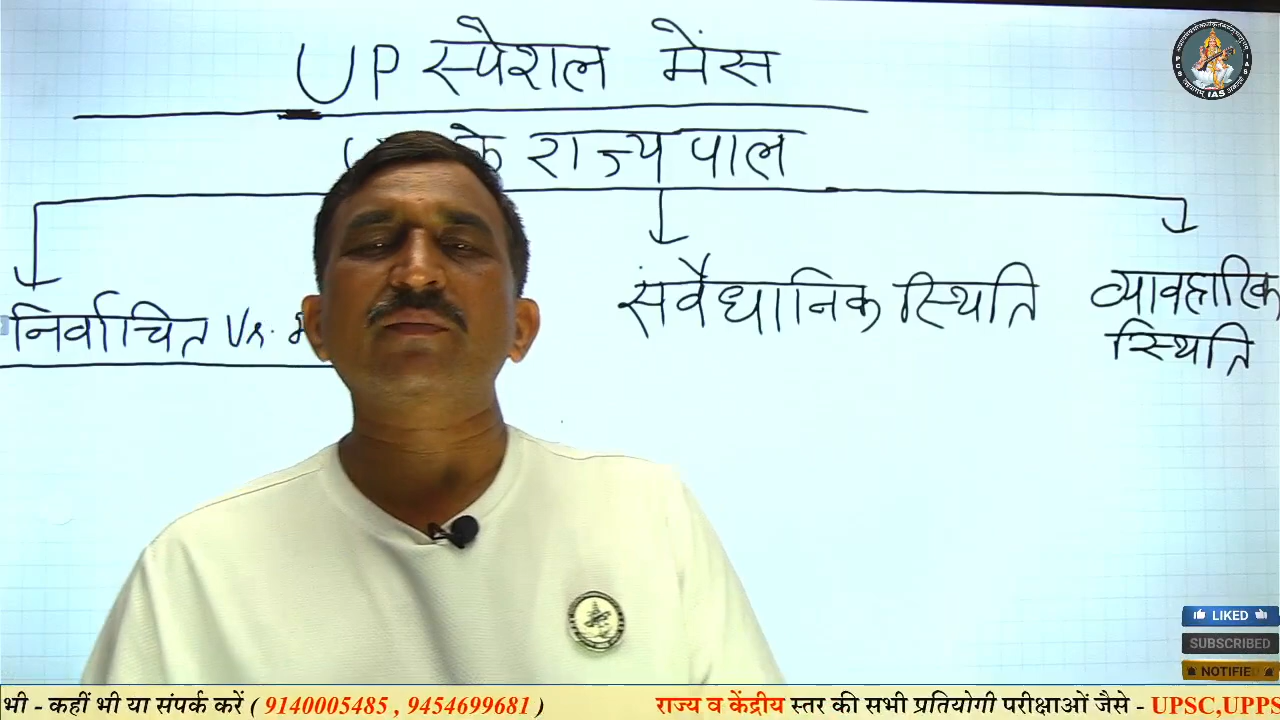 UP स्पैशल मेंस
के राज्यपाल
निर्वाचित Vs.
संवैधानिक स्थिति
व्यावहारिक
स्थिति
IAS
LIKED
SUBSCRIBED
NOTIFIE
भी - कहीं भी या संपर्क करें ( 9140005485 , 9454699681 ) राज्य व केंद्रीय स्तर की सभी प्रतियोगी परीक्षाओं जैसे - UPSC,UPPS